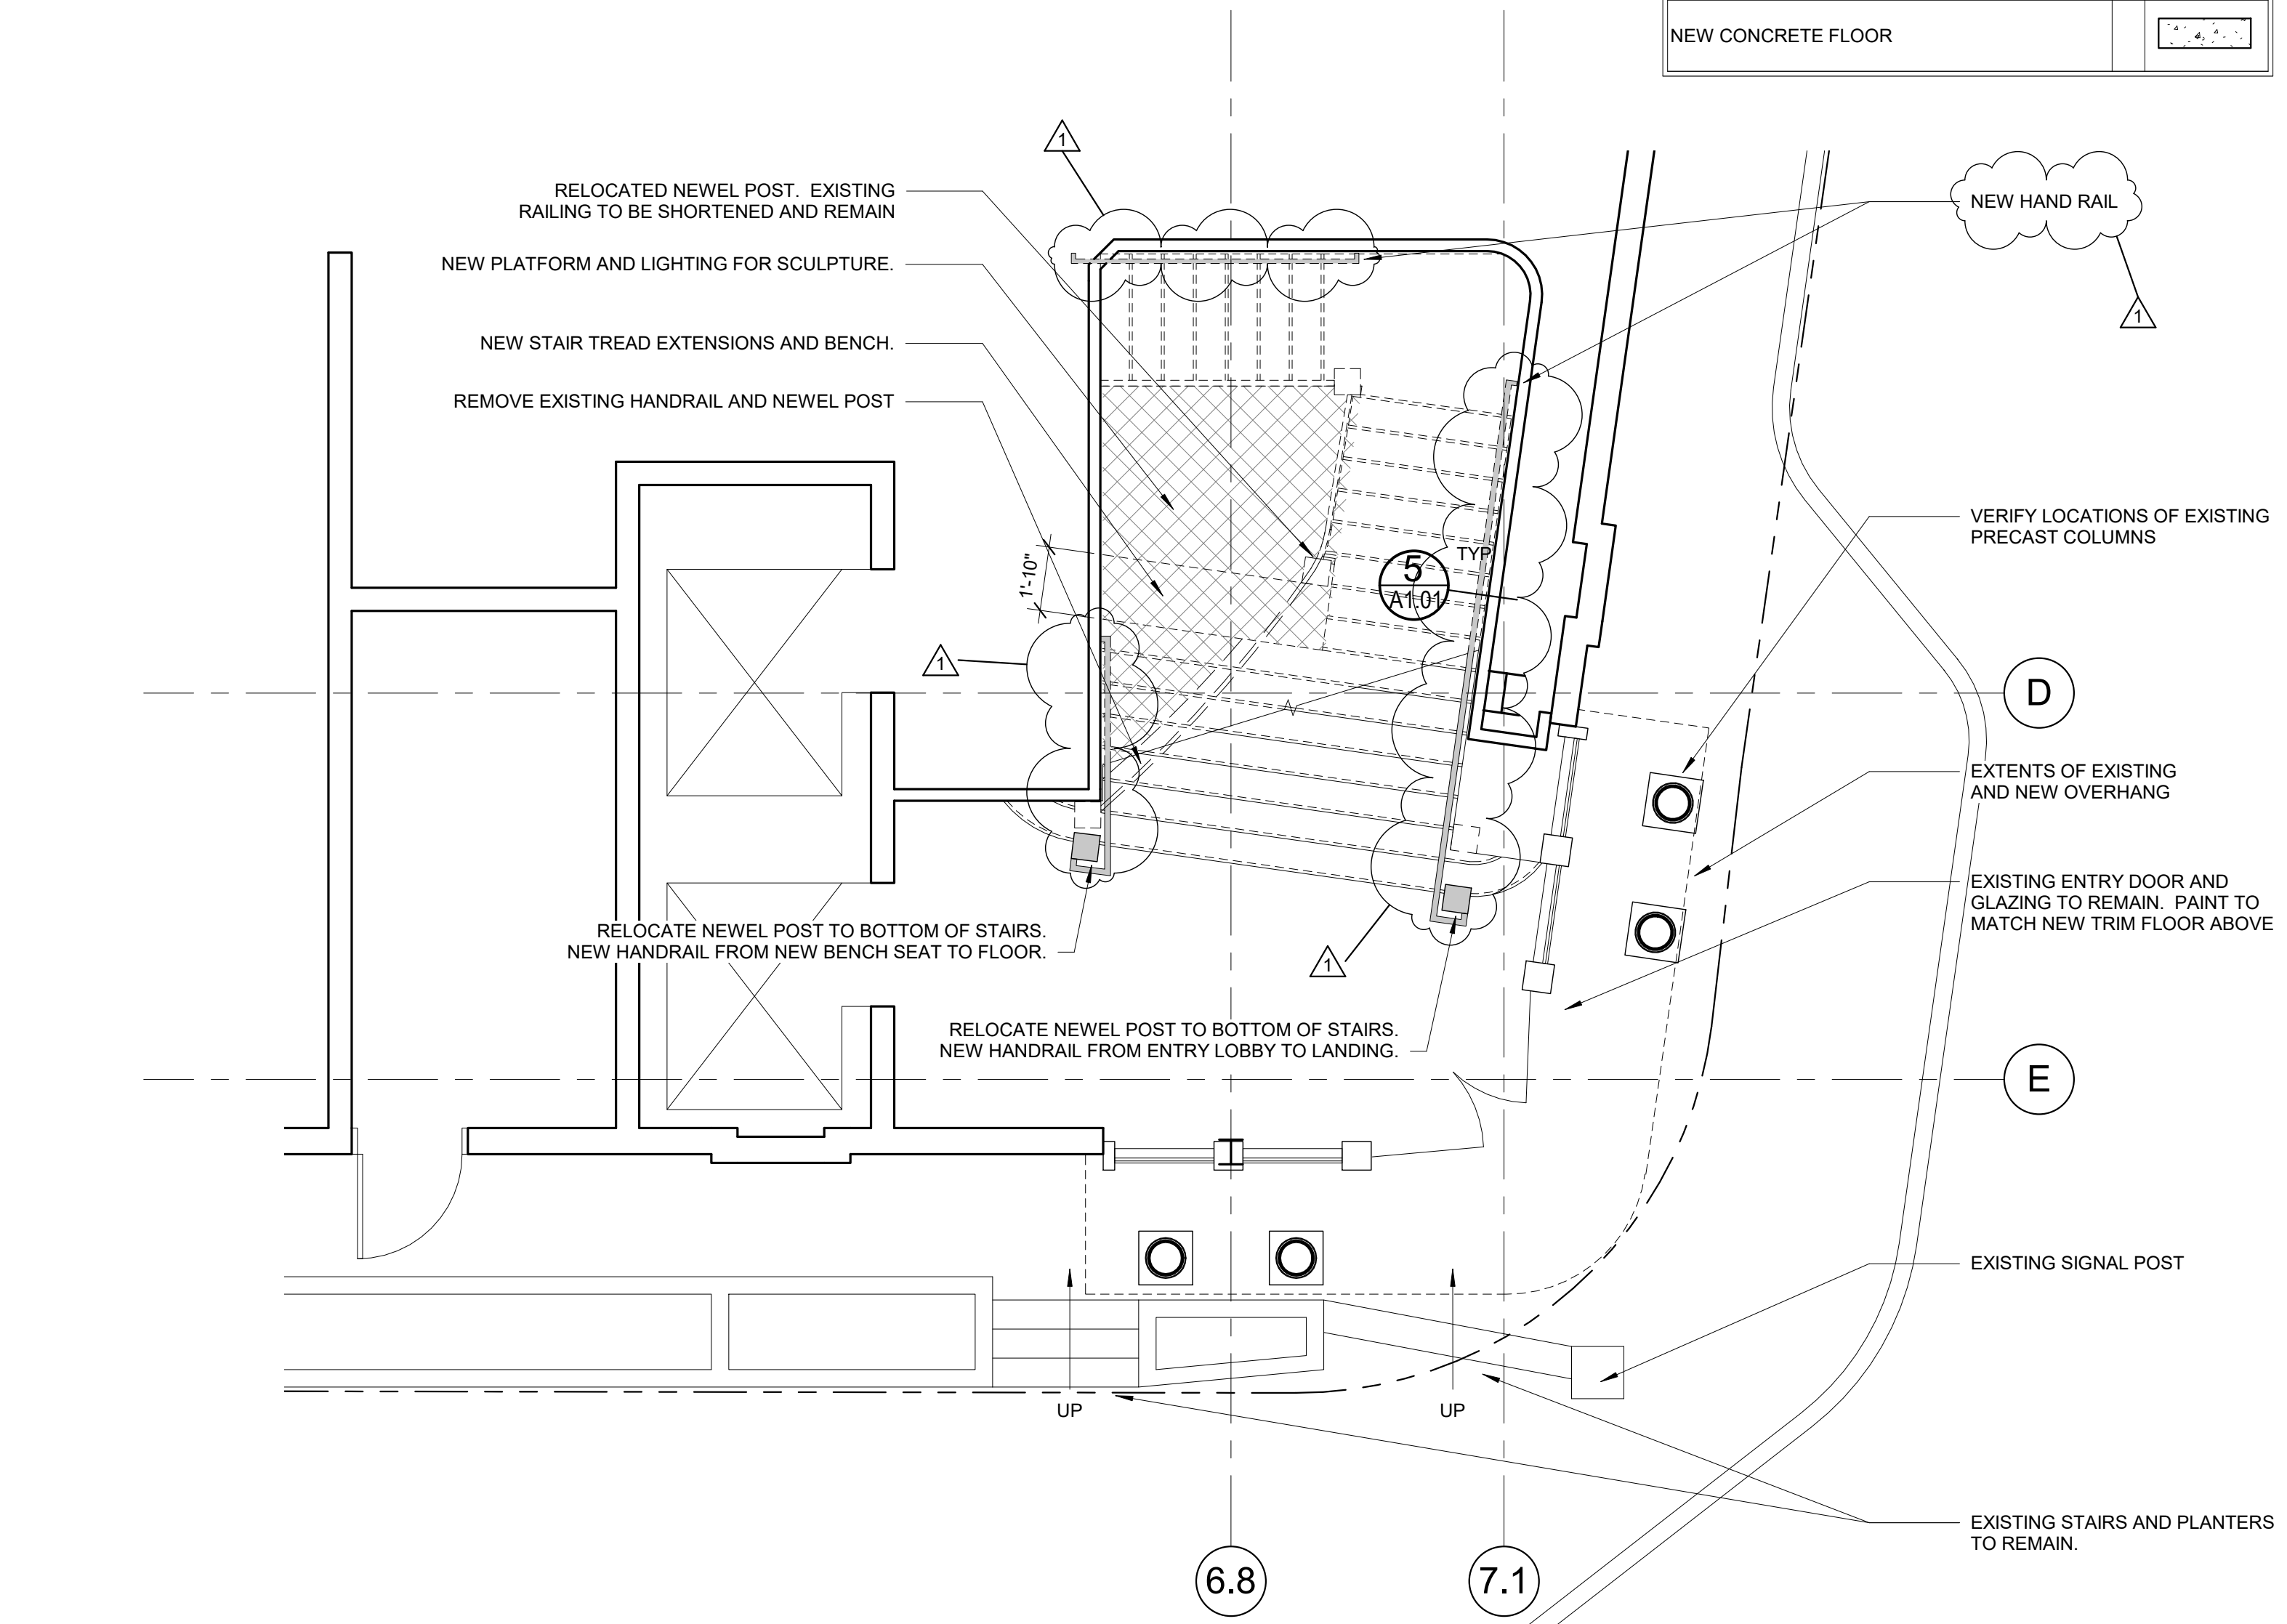 NEW CONCRETE FLOOR
1
RELOCATED NEWEL POST.  EXISTING
RAILING TO BE SHORTENED AND REMAIN
NEW HAND RAIL
NEW PLATFORM AND LIGHTING FOR SCULPTURE.
1
NEW STAIR TREAD EXTENSIONS AND BENCH.
REMOVE EXISTING HANDRAIL AND NEWEL POST
VERIFY LOCATIONS OF EXISTING
PRECAST COLUMNS
TYP
5
A1.01
1'-10"
1
D
EXTENTS OF EXISTING
AND NEW OVERHANG
EXISTING ENTRY DOOR AND
GLAZING TO REMAIN.  PAINT TO
MATCH NEW TRIM FLOOR ABOVE
RELOCATE NEWEL POST TO BOTTOM OF STAIRS.
NEW HANDRAIL FROM NEW BENCH SEAT TO FLOOR.
1
RELOCATE NEWEL POST TO BOTTOM OF STAIRS.
NEW HANDRAIL FROM ENTRY LOBBY TO LANDING.
E
EXISTING SIGNAL POST
UP
UP
EXISTING STAIRS AND PLANTERS
TO REMAIN.
6.8
7.1